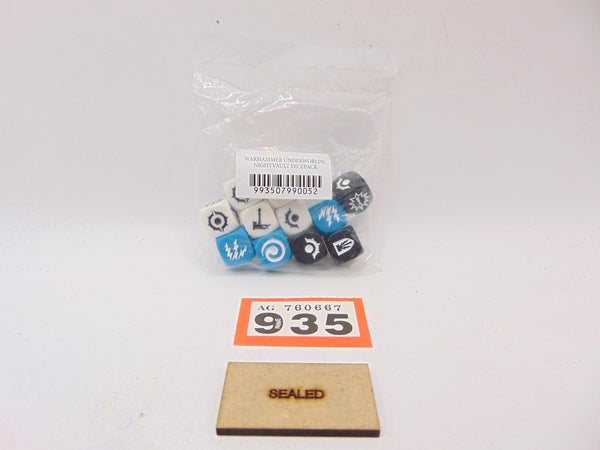 WARHAMMER UNDERWORLDS:
NIGHTVAULT DICEPACK
993507990052
AG 760667
935
SEALED